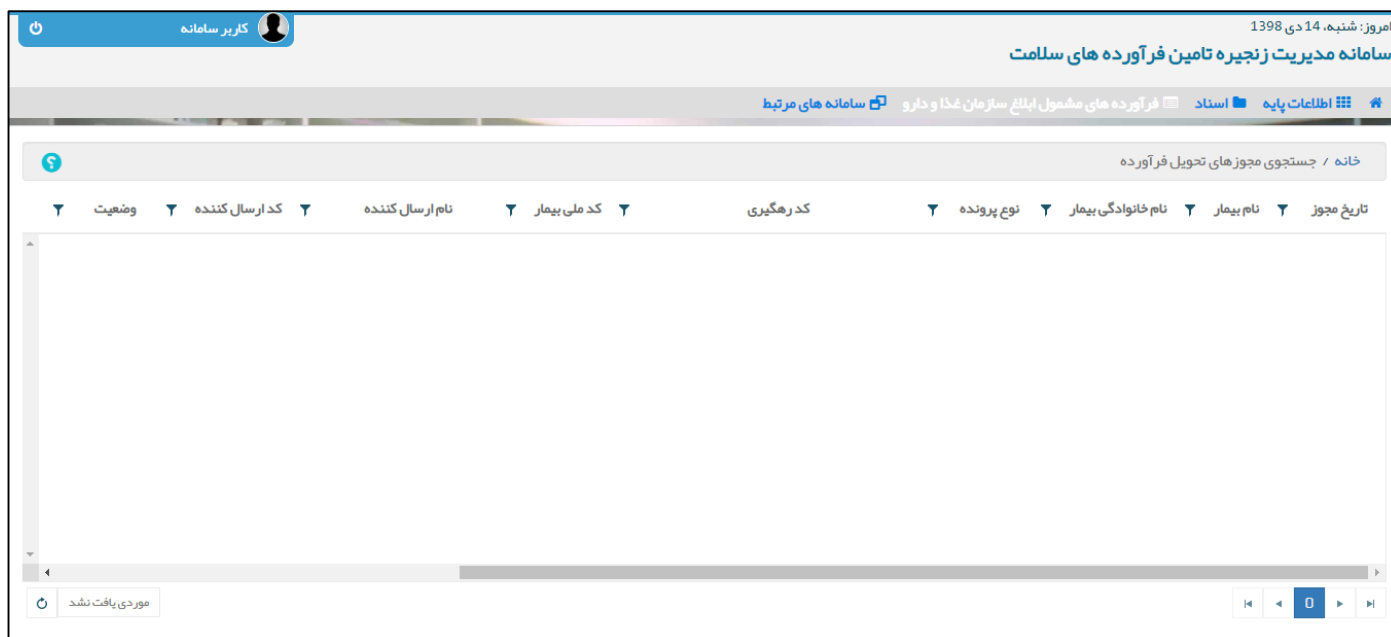 امروز: شنبه، 14 دی 1398
کاربر سامانه
سامانه مدیریت زنجیره تامین فرآورده های سلامت
اطلاعات پایه اسناد فرآورده های مشمول ابلاغ سازمان غذا و دارو سامانه های مرتبط
خانه / جستجوی مجوزهای تحویل فرآورده
تاریخ مجوز نام بیمار نام خانوادگی بیمار نوع پرونده کد رهگیری کد ملی بیمار نام ارسال کننده کد ارسال کننده وضعیت
0
موردی یافت نشد